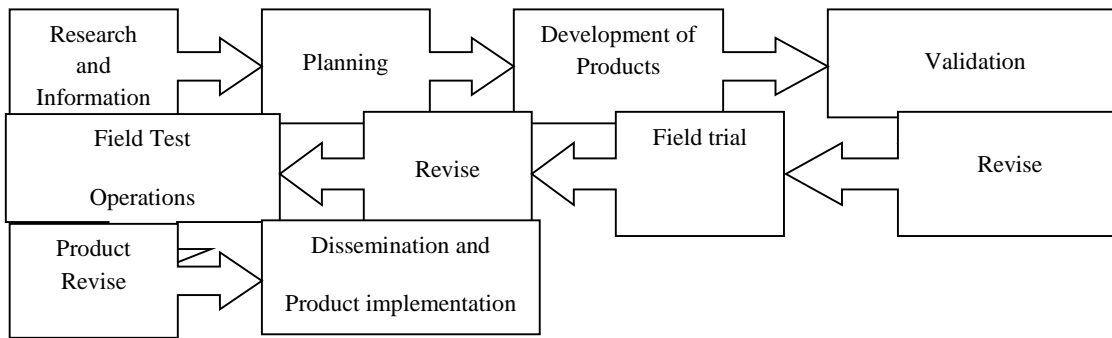 Research
and
Information
Planning
Development of
Products
Validation
Revise
Field trial
Revise
Field Test
Operations
Product
Revise
Dissemination and
Product implementation